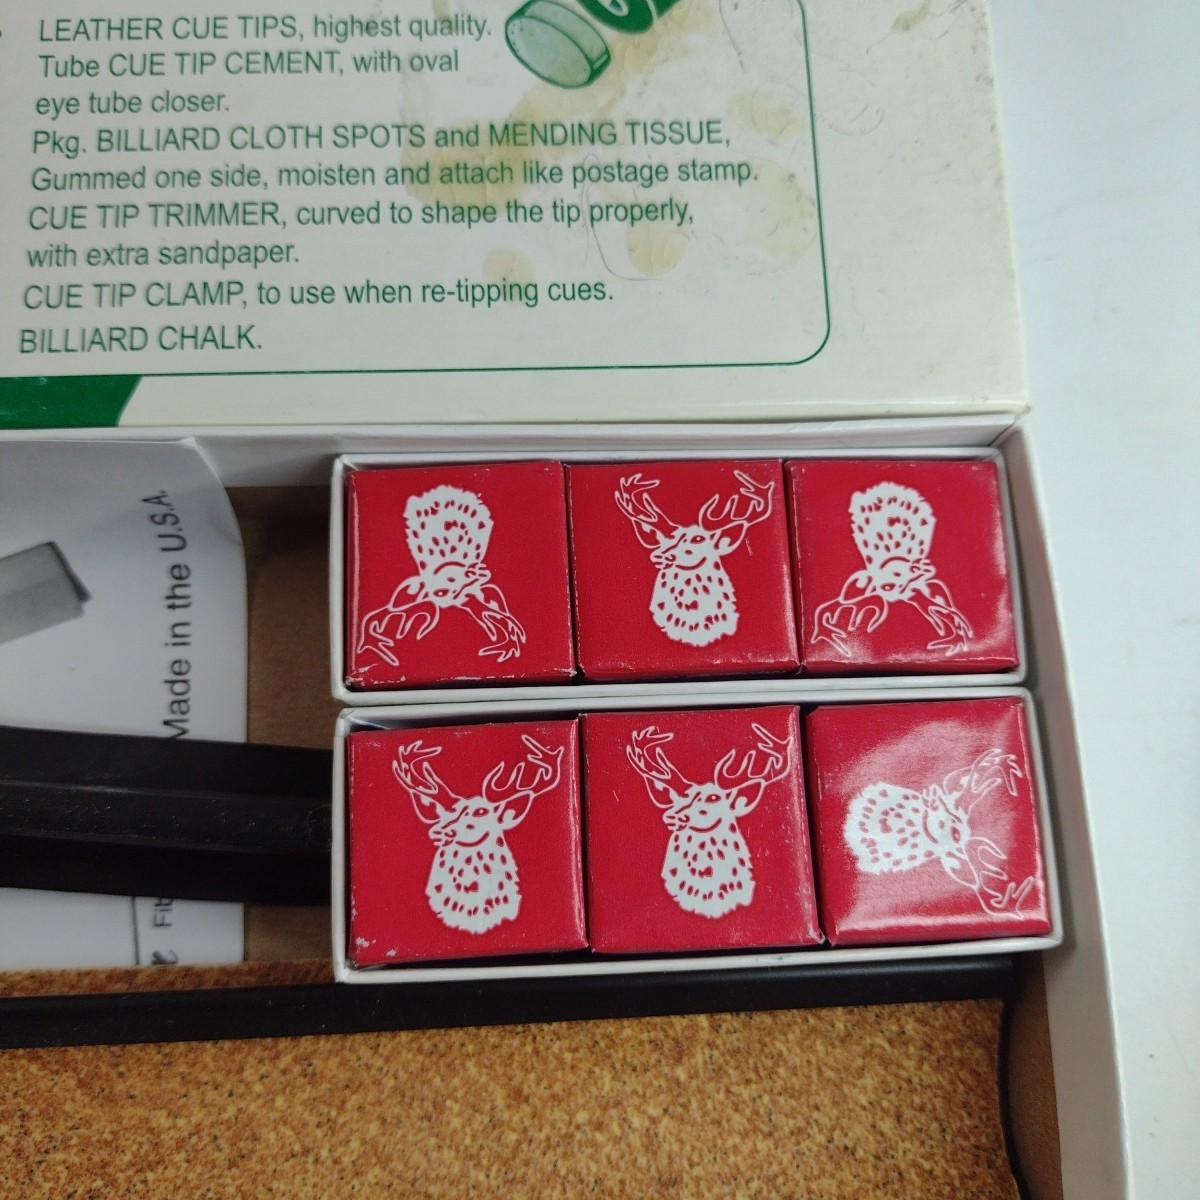 LEATHER CUE TIPS, highest quality.
Tube CUE TIP CEMENT, with oval
eye tube closer.
Pkg. BILLIARD CLOTH SPOTS and MENDING TISSUE,
Gummed one side, moisten and attach like postage stamp.
CUE TIP TRIMMER, curved to shape the tip properly,
with extra sandpaper.
CUE TIP CLAMP, to use when re-tipping cues.
BILLIARD CHALK.
Made in the U.S.A.